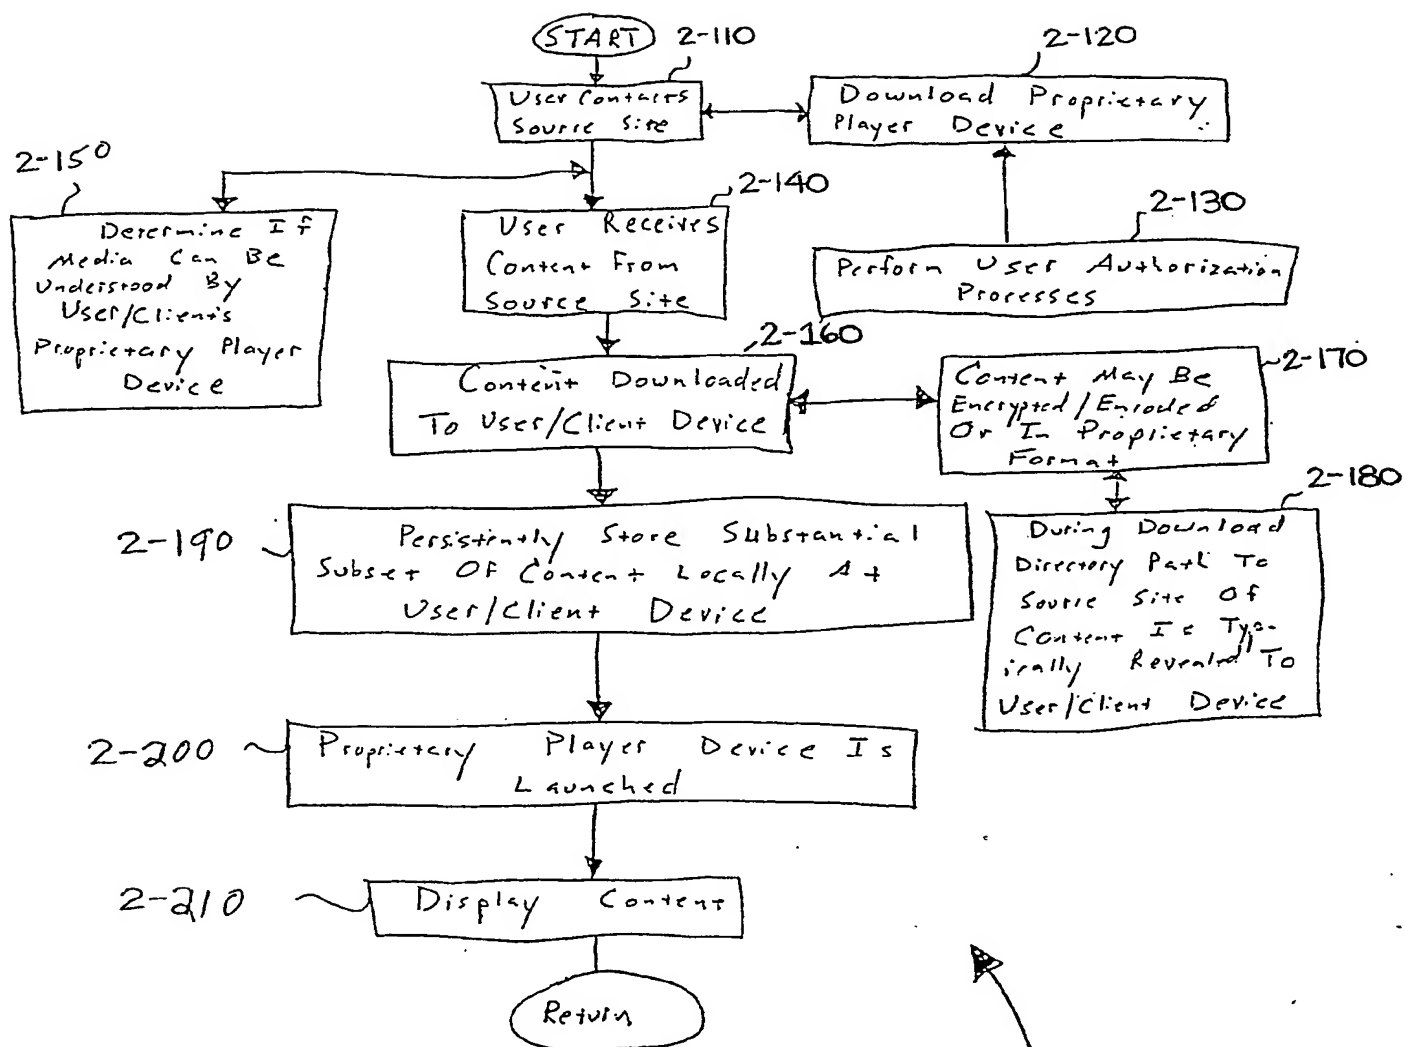 START
2-110
User Contacts
Source Site
2-120
Download Proprietary
Player Device
2-150
Determine If
Media Can Be
Understood By
User/Client's
Proprietary Player
Device
2-140
User Receives
Content From
Source Site
2-130
Perform User Authorization
Processes
2-160
Content Downloaded
To User/Client Device
2-170
Content May Be
Encrypted/Encoded
Or In Proprietary
Format
2-180
During Download
Directory Path To
Source Site Of
Content Is Typ-
ically Revealed To
User/Client Device
2-190
Persistently Store Substantial
Subset Of Content Locally At
User/Client Device
2-200
Proprietary Player Device Is
Launched
2-210
Display Content
Return